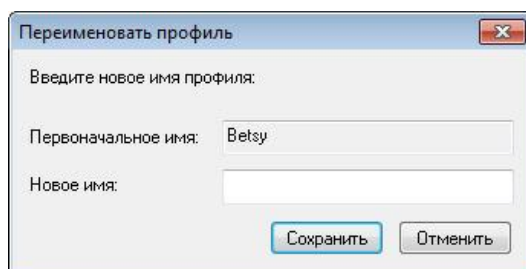 Переименовать профиль
Введите новое имя профиля:
Первоначальное имя: Betsy
Новое имя:
Сохранить Отменить